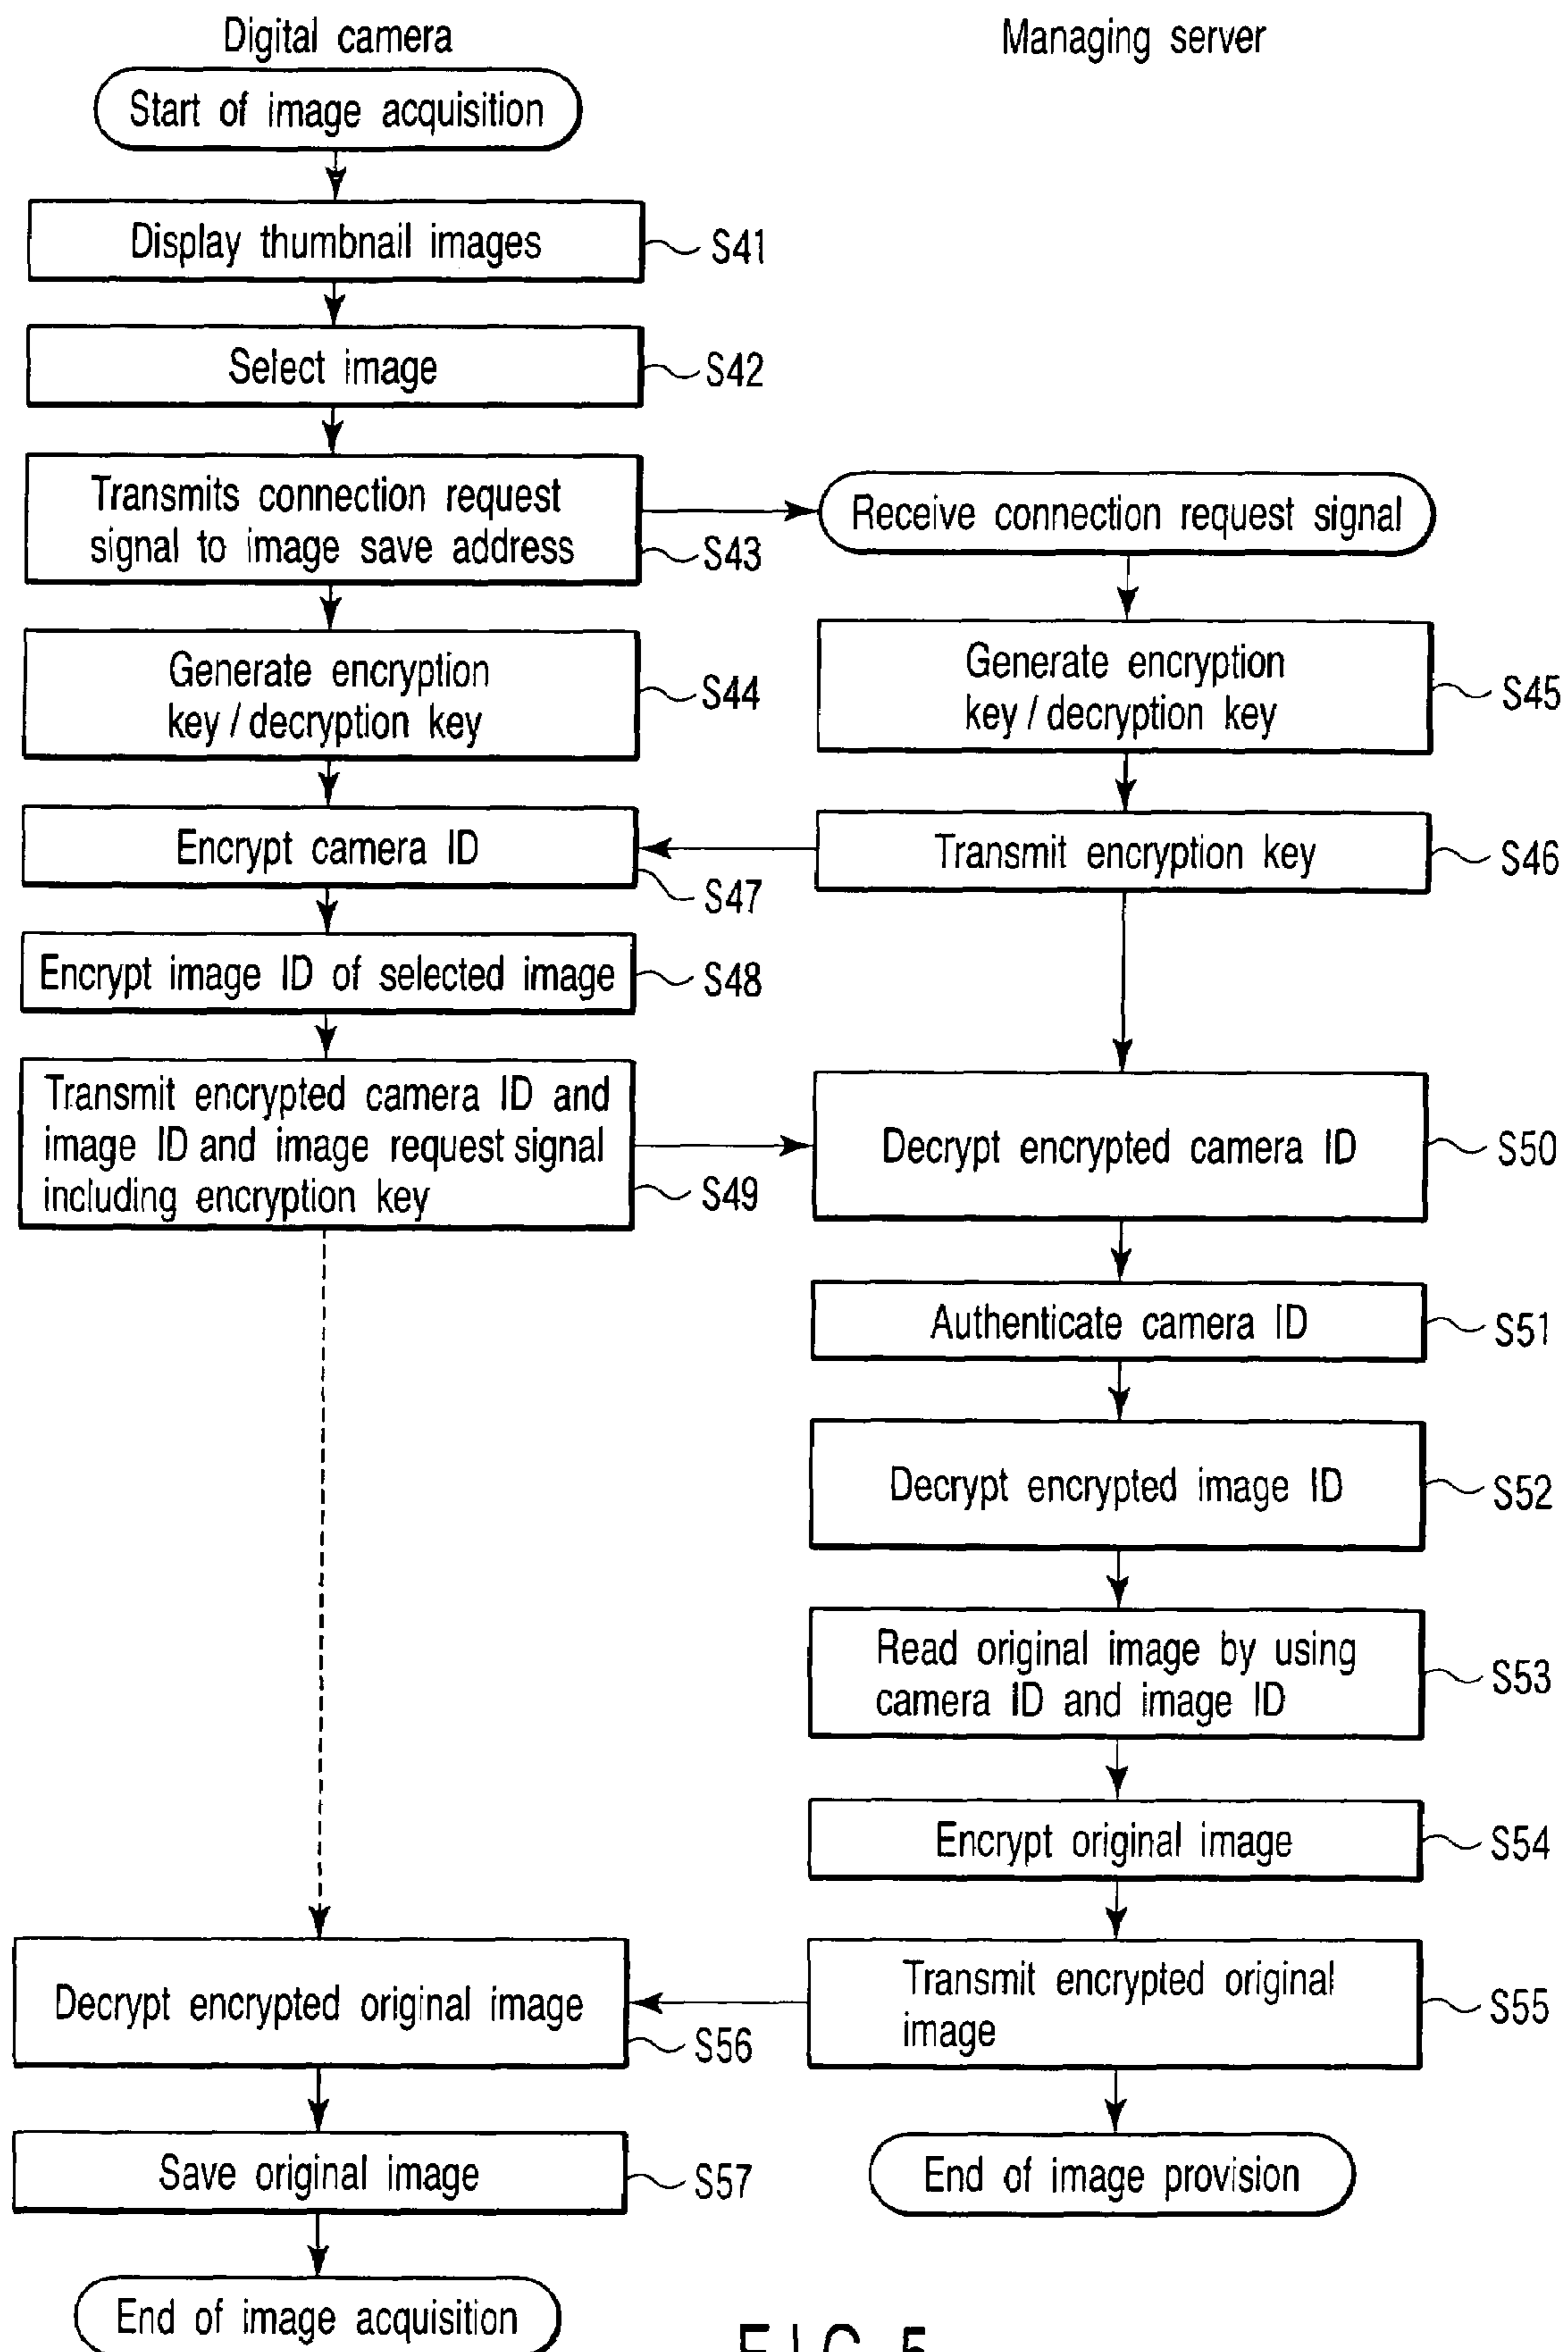 Digital camera
Managing server
Start of image acquisition
Display thumbnail images
S41
Select image
S42
Transmits connection request
signal to image save address
S43
Receive connection request signal
Generate encryption
key / decryption key
S44
Generate encryption
key / decryption key
S45
Encrypt camera ID
S47
Transmit encryption key
S46
Encrypt image ID of selected image
S48
Transmit encrypted camera ID and
image ID and image request signal
including encryption key
S49
Decrypt encrypted camera ID
S50
Authenticate camera ID
S51
Decrypt encrypted image ID
S52
Read original image by using
camera ID and image ID
S53
Encrypt original image
S54
Decrypt encrypted original image
S56
Transmit encrypted original
image
S55
Save original image
S57
End of image provision
End of image acquisition
FIG. 5